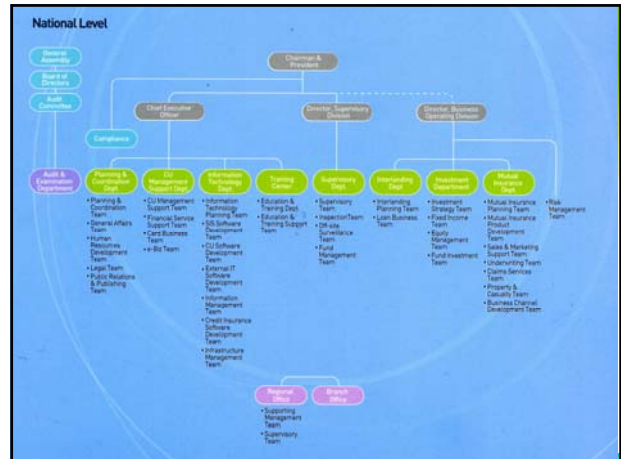 National Level
General
Assembly
Board of
Directors
Audit
Committee
Chairman &
President
Chief Executive
Officer
Director, Supervisory
Division
Director, Business
Operating Division
Compliance
Audit &
Examination
Department
Planning &
Coordination
Dept.
CU
Management
Support Dept.
Information
Technology
Dept.
Training
Center
Supervisory
Dept.
Interlanding
Dept
Investment
Department
Mutual
Insurance
Dept
• Planning &
Coordination
Team
• General Affairs
Team
• Human
Resources
Development
Team
• Legal Team
• Public Relations
& Publishing
Team
• CU Management
Support Team
• Financial Service
Support Team
• Card Business
Team
• e-Biz Team
• Information
Technology
Planning Team
Software
Development
Team
• CU Software
Development
Team
• External IT
Software
Development
Team
• Information
Management
Team
• Credit Insurance
Software
Development
Team
• Infrastructure
Management
Team
• Education &
Training Dept.
• Education &
Training Support
Team
• Supervisory
Team
• Inspection Team
• Off-site
Surveillance
Team
• Fund
Management
Team
• Interlanding
Planning Team
• Loan Business
Team
• Investment
Strategy Team
• Fixed Income
Team
• Equity
Management
Team
• Fund Investment
Team
• Mutual Insurance
Planning Team
• Mutual Insurance
Product
Development
Team
• Sales & Marketing
Support Team
• Underwriting Team
• Claims Services
Team
• Property &
Casualty Team
• Business Channel
Development Team
• Risk
Management
Team
Regional
Office
Branch
Office
• Supporting
Management
Team
• Supervisory
Team